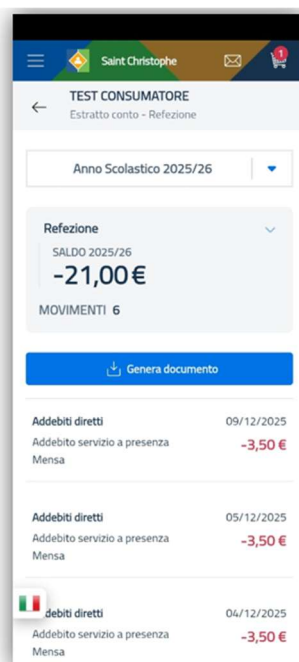 Saint Christophe
1
TEST CONSUMATORE
Estratto conto - Refezione
Anno Scolastico 2025/26
Refezione
SALDO 2025/26
-21,00 €
MOVIMENTI 6
Genera documento
Addebiti diretti 09/12/2025
Addebito servizio a presenza
Mensa
-3,50 €
Addebiti diretti 05/12/2025
Addebito servizio a presenza
Mensa
-3,50 €
debiti diretti 04/12/2025
Addebito servizio a presenza
Mensa
-3,50 €